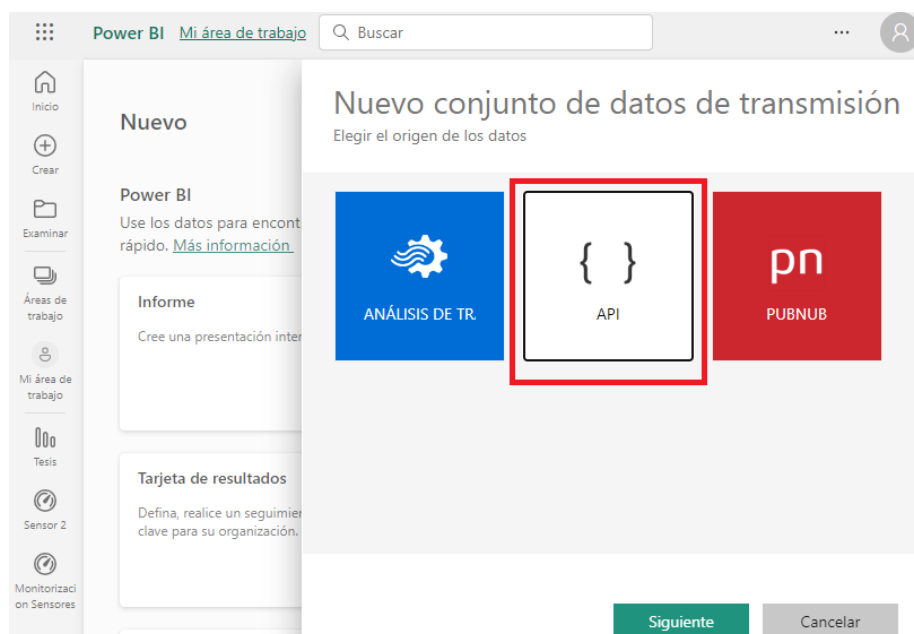 Power BI Mi área de trabajo Buscar
Inicio
Crear
Examinar
Áreas de
trabajo
Mi área de
trabajo
Tesis
Sensor 2
Monitorizaci
on Sensores
Nuevo
Power BI
Use los datos para encont
rápido. Más información
Informe
Cree una presentación inter
Tarjeta de resultados
Defina, realice un seguimier
clave para su organización.
Nuevo conjunto de datos de transmisión
Elegir el origen de los datos
ANÁLISIS DE TR.
{ }
API
pn
PUBNUB
Siguiente Cancelar